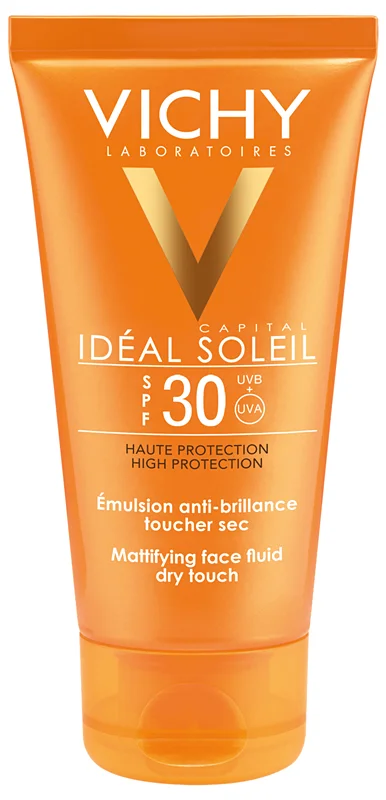 VICHY
LABORATOIRES
V
CAPITAL
IDÉAL SOLEIL
SPF 30 UVB + UVA
HAUTE PROTECTION
HIGH PROTECTION
Émulsion anti-brillance
toucher sec
Mattifying face fluid
dry touch